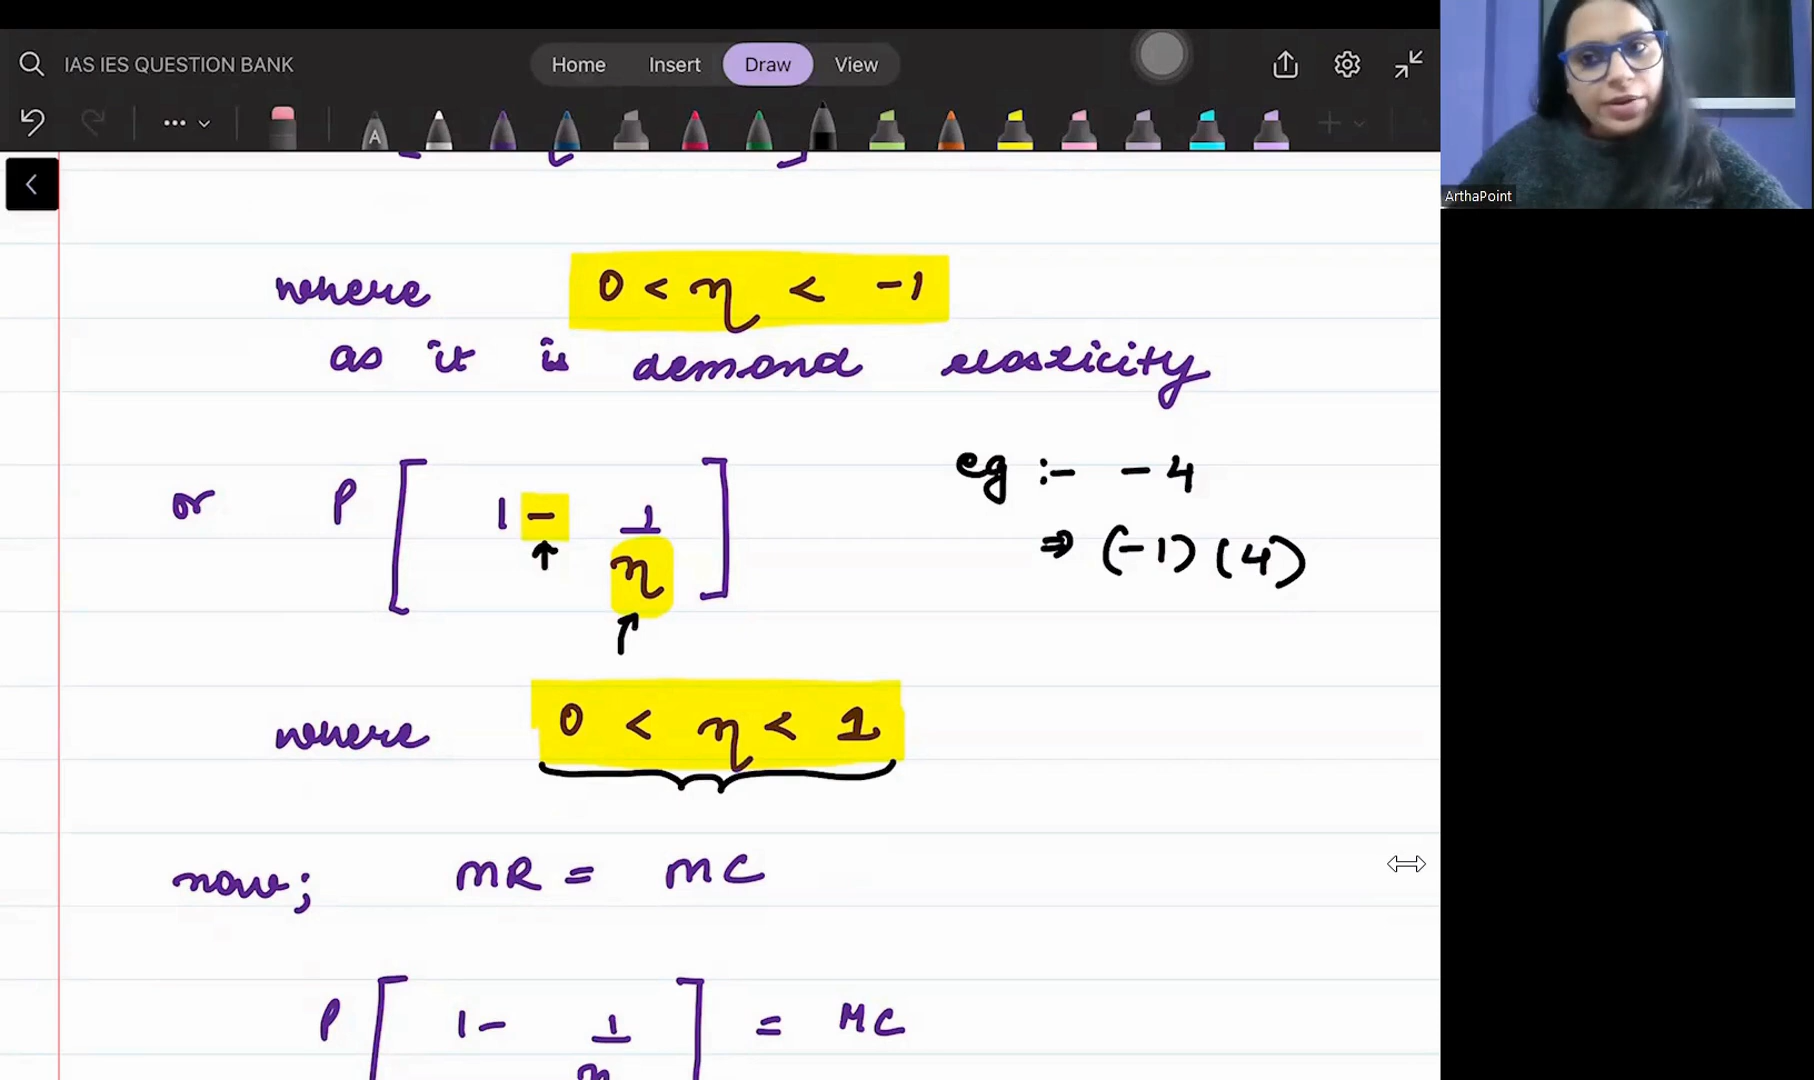 IAS IES QUESTION BANK
Home Insert Draw View
A
ArthaPoint
where 0 < η < -1
as it is demand elasticity
or P [ 1 - 1/η ]
eg :- - 4
⇒ (-1) (4)
where 0 < η < 1
now; MR = MC
P [ 1 - 1/η ] = MC